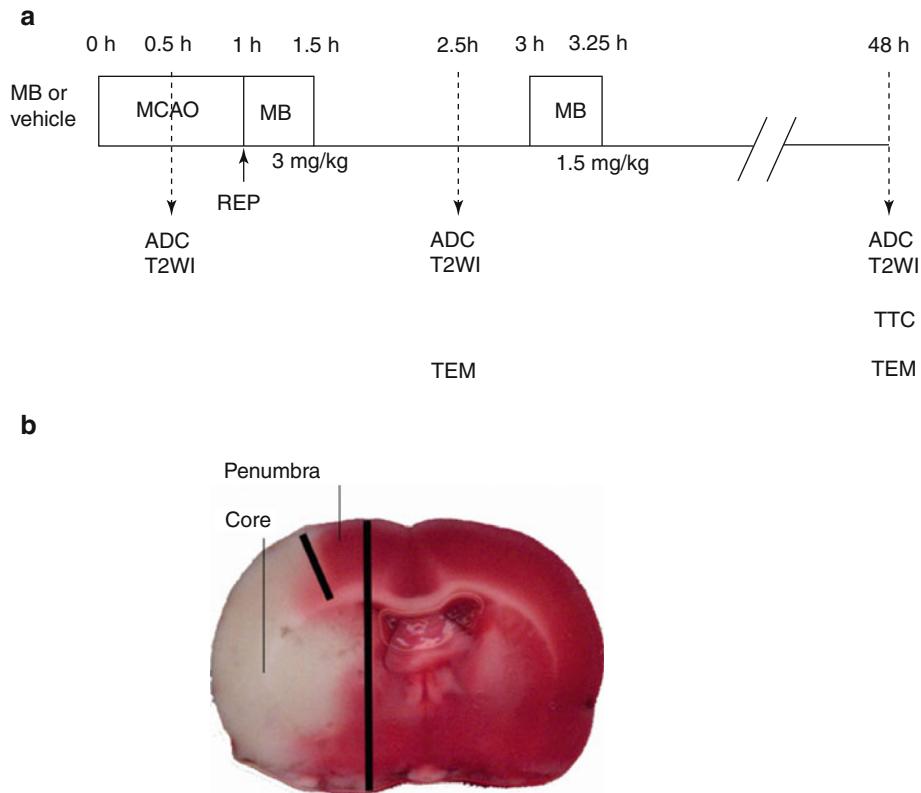 a
0 h 0.5 h 1 h 1.5 h 2.5h 3 h 3.25 h 48 h
MB or
vehicle
MCAO MB MB
3 mg/kg 1.5 mg/kg
REP
ADC ADC ADC
T2WI T2WI T2WI
TTC
TEM TEM
b
Penumbra
Core